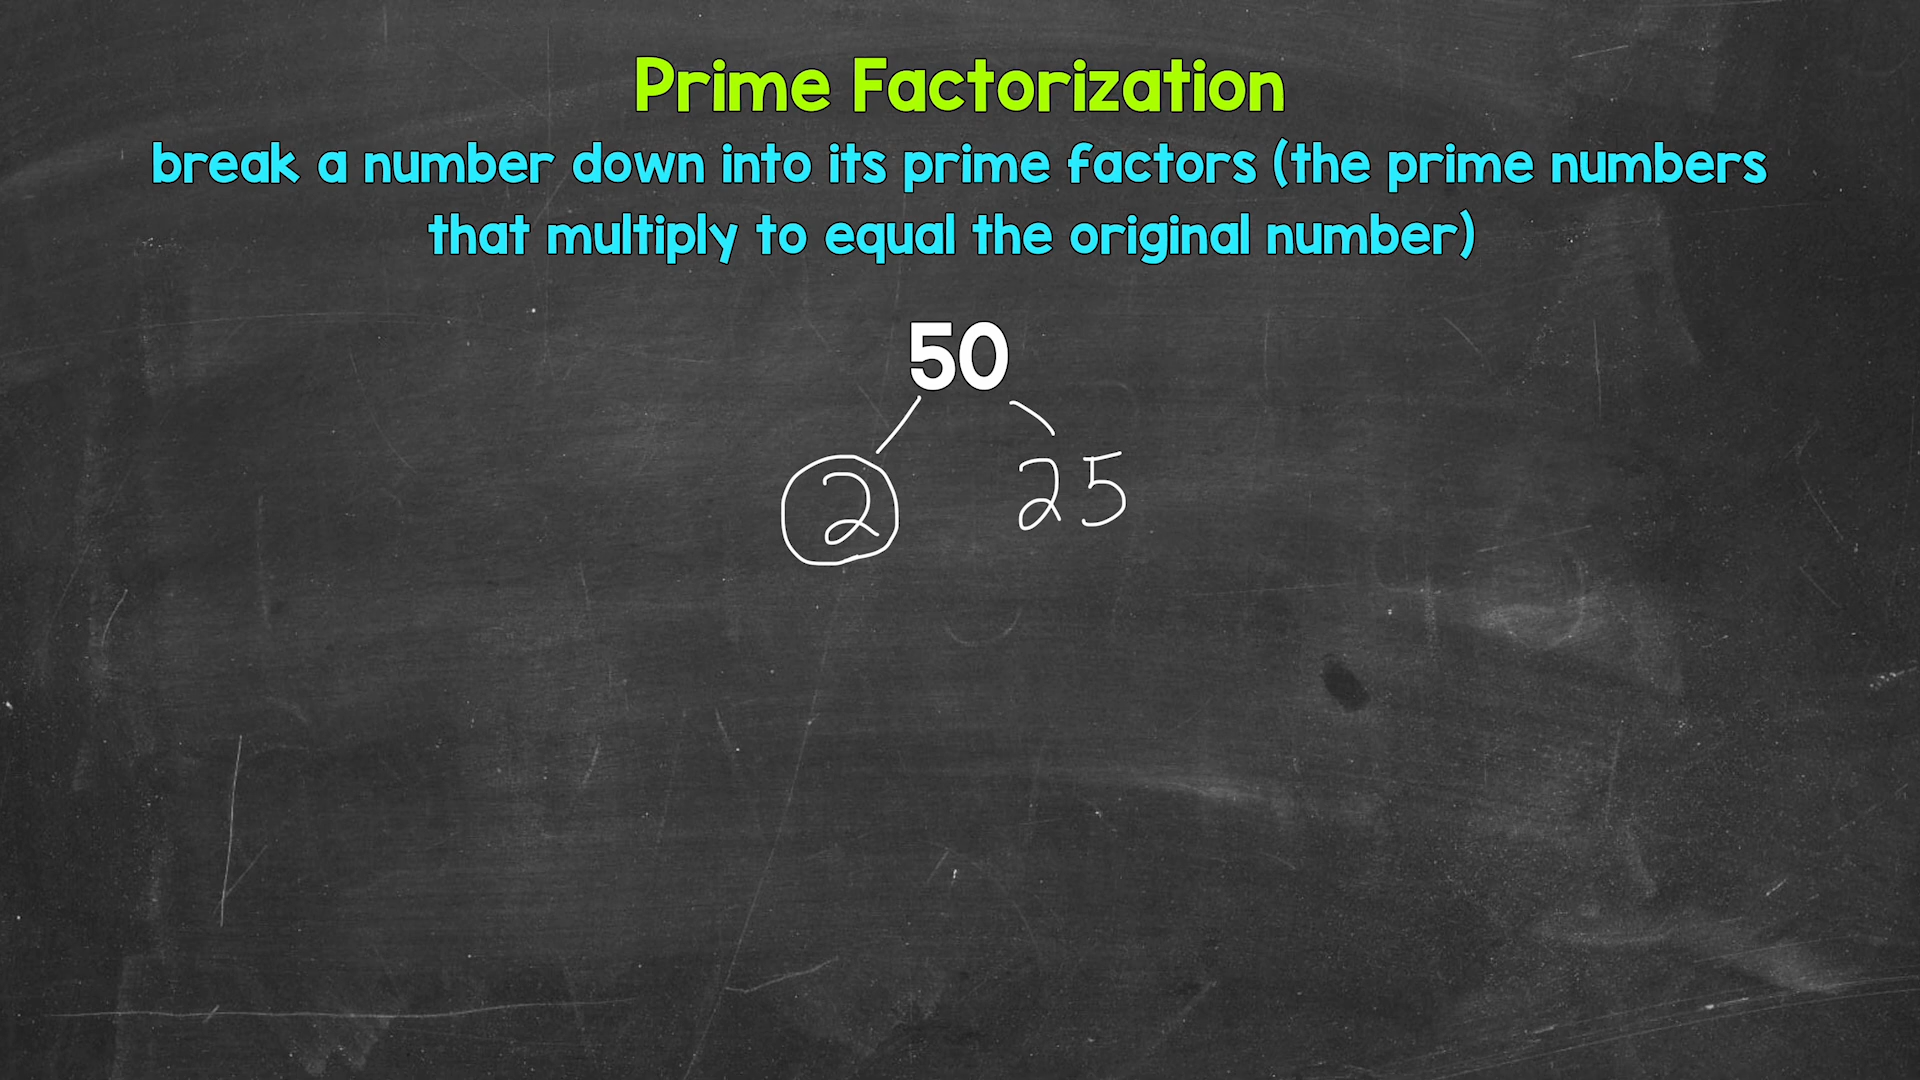 Prime Factorization
break a number down into its prime factors (the prime numbers
that multiply to equal the original number)
50
2 25